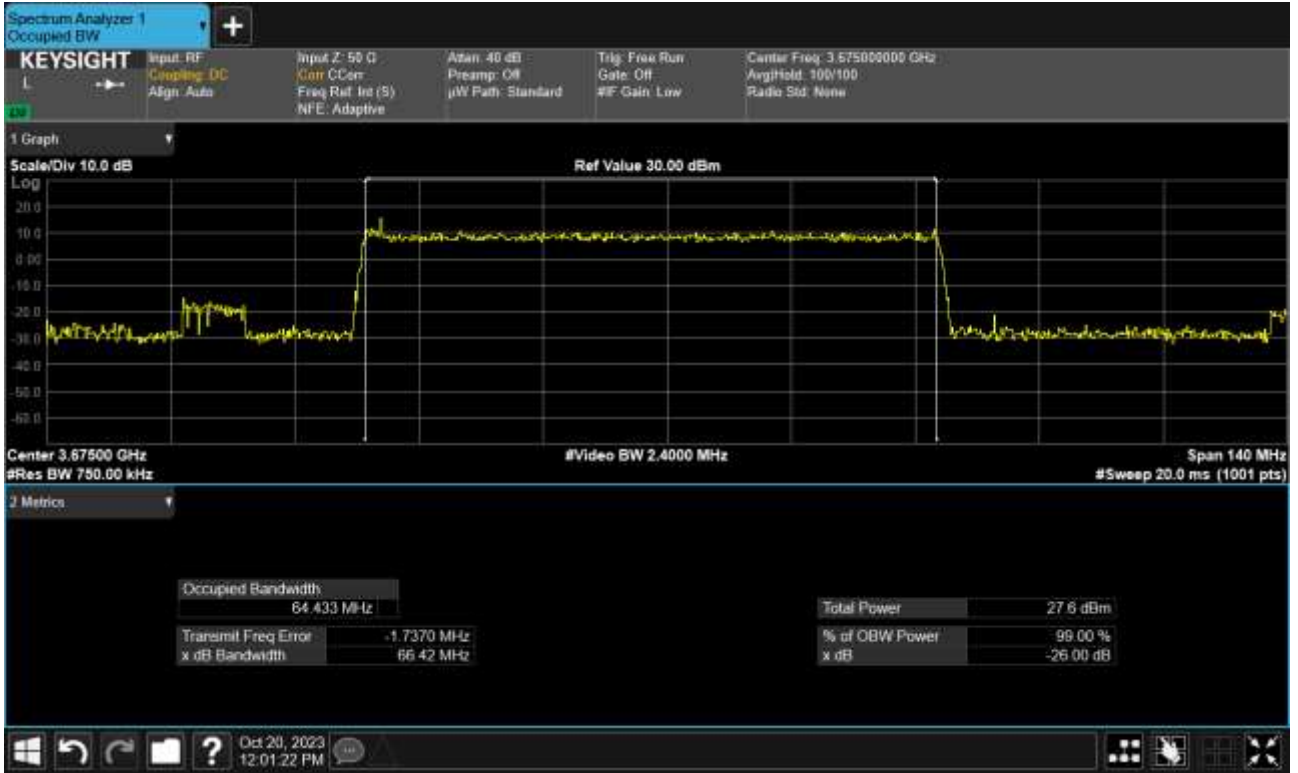 Spectrum Analyzer 1
Occupied BW
+
KEYSIGHT
L
Input: RF
Coupling: DC
Align: Auto
Input Z: 50 Ω
Corr CCorr
Freq Ref: Int (S)
NFE: Adaptive
Atten: 40 dB
Preamp: Off
µW Path: Standard
Trig: Free Run
Gate: Off
#IF Gain: Low
Center Freq: 3.675000000 GHz
Avg|Hold: 100/100
Radio Std: None
1 Graph
Scale/Div 10.0 dB
Ref Value 30.00 dBm
Log
20.0
10.0
0.00
-10.0
-20.0
-30.0
-40.0
-50.0
-60.0
Center 3.67500 GHz
#Video BW 2.4000 MHz
Span 140 MHz
#Res BW 750.00 kHz
#Sweep 20.0 ms (1001 pts)
2 Metrics
Occupied Bandwidth
64.433 MHz
Total Power 27.6 dBm
Transmit Freq Error -1.7370 MHz
% of OBW Power 99.00 %
x dB Bandwidth 66.42 MHz
x dB -26.00 dB
?
Oct 20, 2023
12:01:22 PM